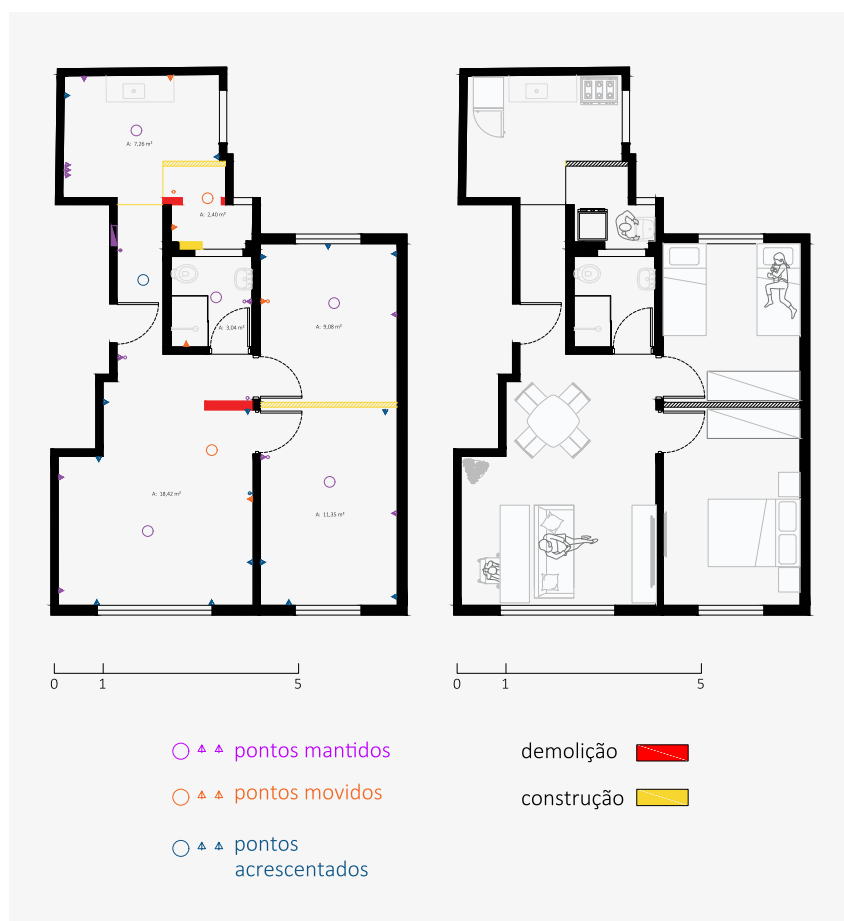 A: 7,26 m²
A: 2,40 m²
A: 3,04 m²
A: 9,08 m²
A: 18,42 m²
A: 11,35 m²
0 1 5
0 1 5
pontos mantidos
pontos movidos
pontos
acrescentados
demolição
construção